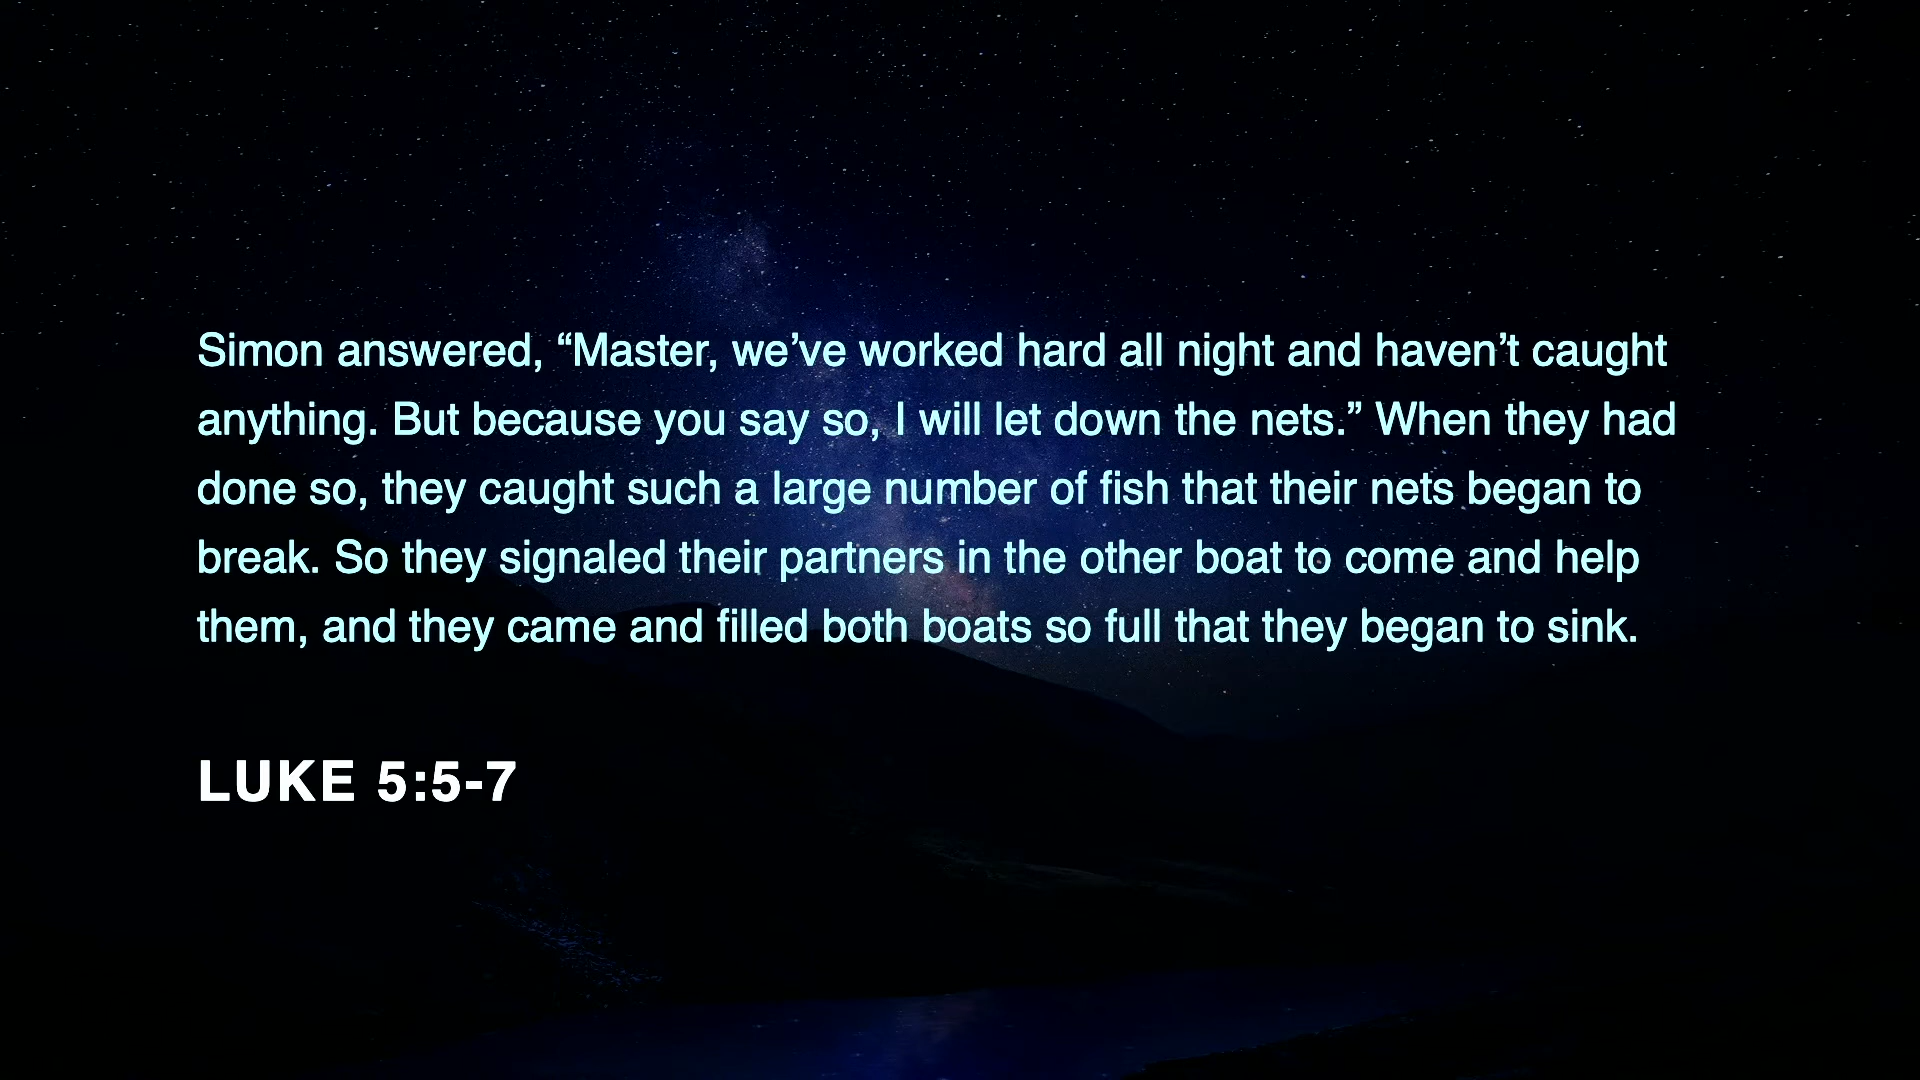 Simon answered, “Master, we’ve worked hard all night and haven’t caught
anything. But because you say so, I will let down the nets.” When they had
done so, they caught such a large number of fish that their nets began to
break. So they signaled their partners in the other boat to come and help
them, and they came and filled both boats so full that they began to sink.
LUKE 5:5-7